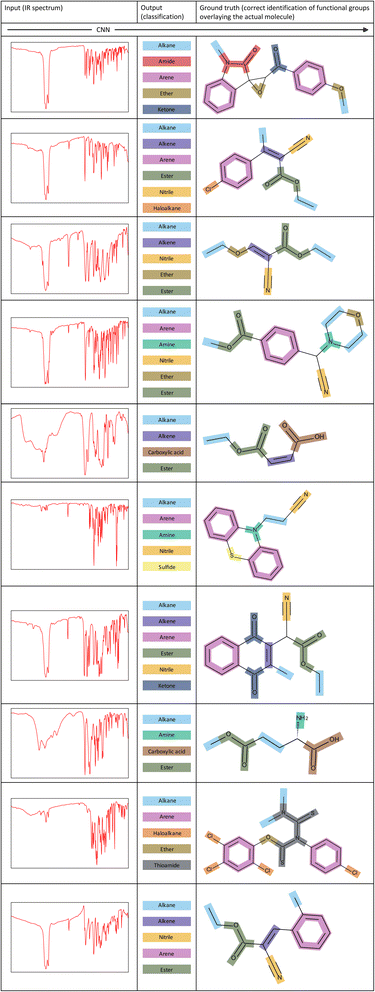 Input (IR spectrum) Output (classification) Ground truth (correct identification of functional groups overlaying the actual molecule)
CNN
Alkane
Amide
Arene
Ether
Ketone
N
O
O
O
O
Alkane
Alkene
Arene
Ester
Nitrile
Haloalkane
N
O
O
Alkane
Alkene
Nitrile
Ether
Ester
O
O
O
N
Alkane
Arene
Amine
Nitrile
Ether
Ester
O
O
O
N
N
Alkane
Alkene
Carboxylic acid
Ester
O
O
O
OH
Alkane
Arene
Amine
Nitrile
Sulfide
N
N
S
Alkane
Alkene
Arene
Ester
Nitrile
Ketone
N
O
O
O
O
Alkane
Amine
Carboxylic acid
Ester
NH2
O
O
OH
O
Alkane
Arene
Haloalkane
Ether
Thioamide
Alkane
Alkene
Nitrile
Arene
Ester
O
O
N